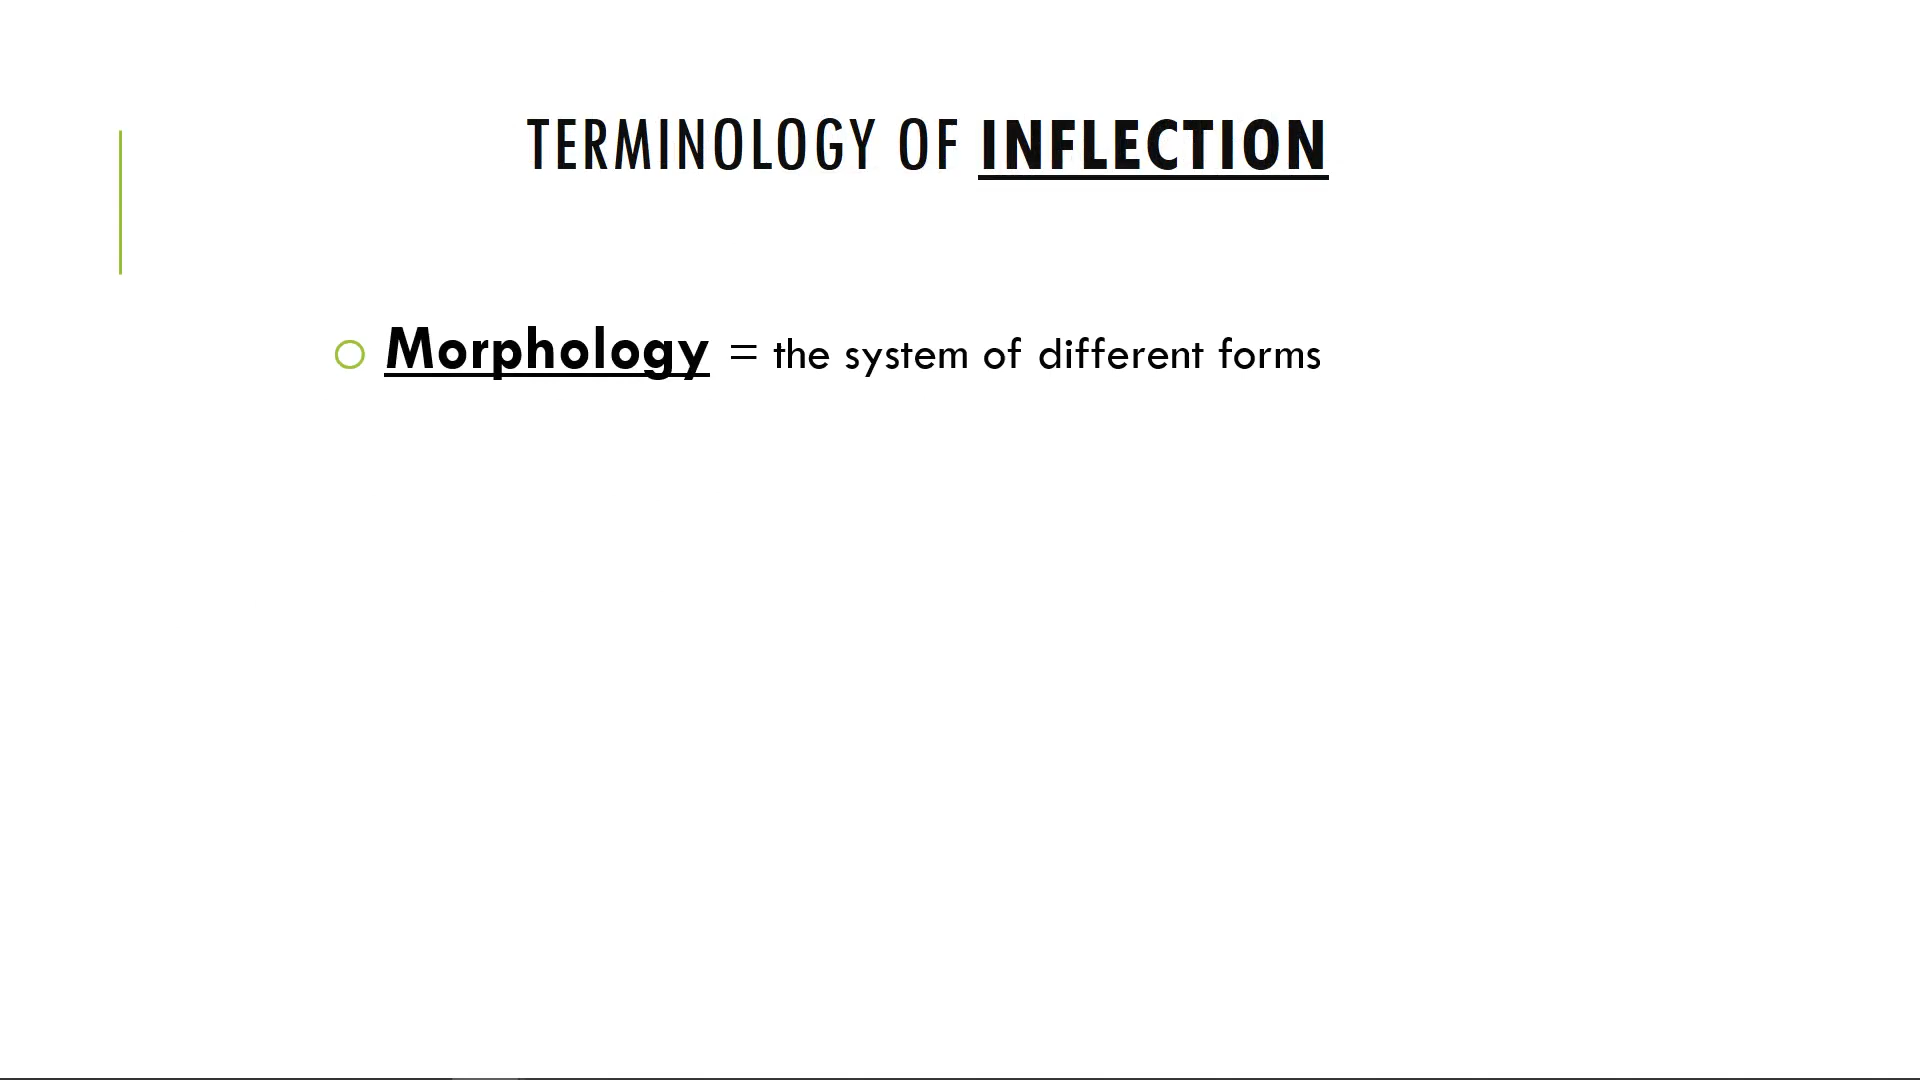 TERMINOLOGY OF INFLECTION
Morphology = the system of different forms